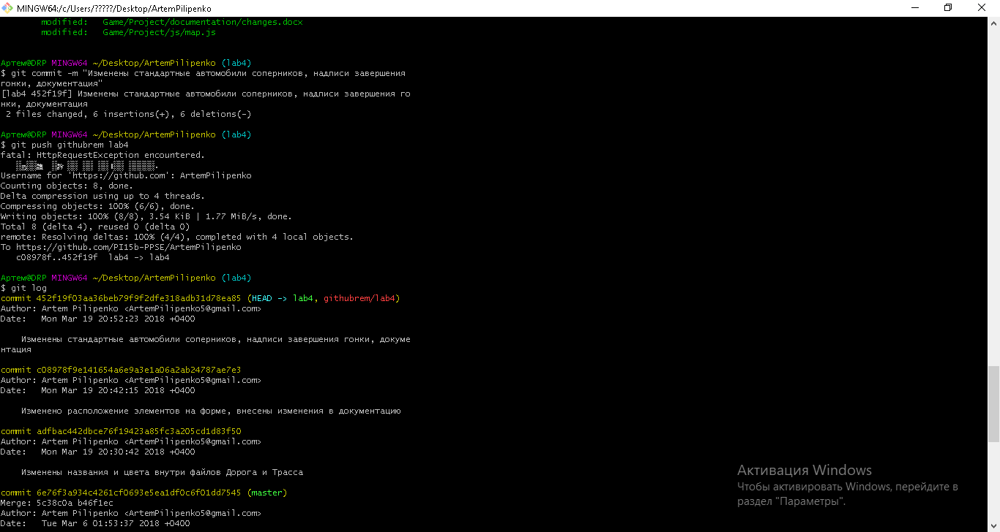 MINGW64:/c/Users/?????/Desktop/ArtemPilipenko
modified:   Game/Project/documentation/changes.docx
modified:   Game/Project/js/map.js
Артем@DRP MINGW64 ~/Desktop/ArtemPilipenko (lab4)
$ git commit -m "Изменены стандартные автомобили соперников, надписи завершения
гонки, документация"
[lab4 452f19f] Изменены стандартные автомобили соперников, надписи завершения го
нки, документация
2 files changed, 6 insertions(+), 6 deletions(-)
Артем@DRP MINGW64 ~/Desktop/ArtemPilipenko (lab4)
$ git push githubrem lab4
fatal: HttpRequestException encountered.
Username for 'https://github.com': ArtemPilipenko
Counting objects: 8, done.
Delta compression using up to 4 threads.
Compressing objects: 100% (6/6), done.
Writing objects: 100% (8/8), 3.54 KiB | 1.77 MiB/s, done.
Total 8 (delta 4), reused 0 (delta 0)
remote: Resolving deltas: 100% (4/4), completed with 4 local objects.
To https://github.com/PI15b-PPSE/ArtemPilipenko
c08978f..452f19f  lab4 -> lab4
Артем@DRP MINGW64 ~/Desktop/ArtemPilipenko (lab4)
$ git log
commit 452f19f03aa36beb79f9f2dfe318adb31d78ea85 (HEAD -> lab4, githubrem/lab4)
Author: Artem Pilipenko <ArtemPilipenko5@gmail.com>
Date:   Mon Mar 19 20:52:23 2018 +0400
Изменены стандартные автомобили соперников, надписи завершения гонки, докуме
нтация
commit c08978f9e141654a6e9a3e1a06a2ab24787ae7e3
Author: Artem Pilipenko <ArtemPilipenko5@gmail.com>
Date:   Mon Mar 19 20:42:15 2018 +0400
Изменено расположение элементов на форме, внесены изменения в документацию
commit adfbac442dbce76f19423a85fc3a205cd1d83f50
Author: Artem Pilipenko <ArtemPilipenko5@gmail.com>
Date:   Mon Mar 19 20:30:42 2018 +0400
Изменены названия и цвета внутри файлов Дорога и Трасса
commit 6e76f3a934c4261cf0693e5ea1df0c6f01dd7545 (master)
Merge: 5c38c0a b46f1ec
Author: Artem Pilipenko <ArtemPilipenko5@gmail.com>
Date:   Tue Mar 6 01:53:37 2018 +0400
Активация Windows
Чтобы активировать Windows, перейдите в
раздел "Параметры".